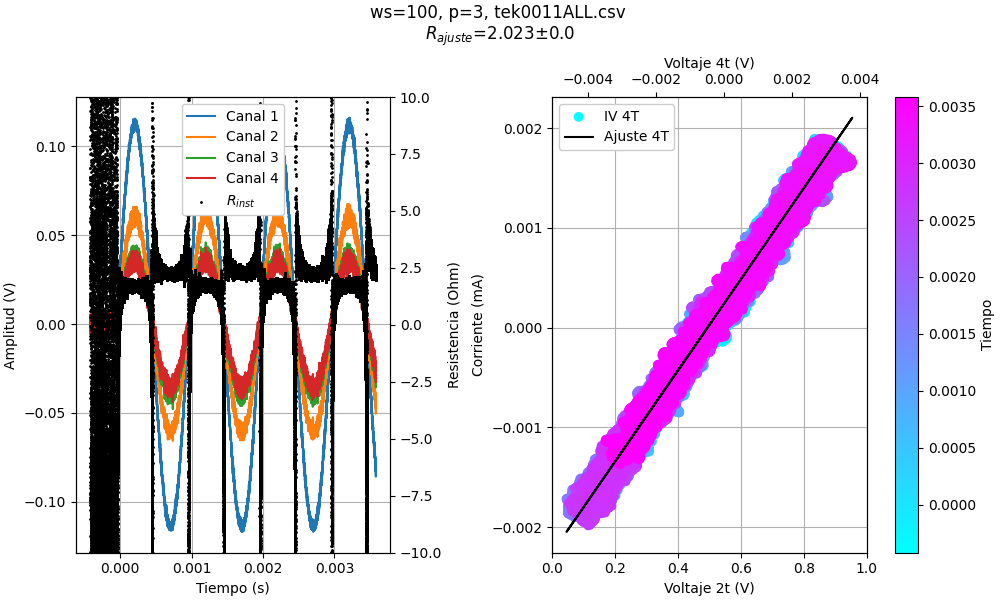 ws=100, p=3, tek0011ALL.csv
R_ajuste=2.023±0.0
Canal 1
Canal 2
Canal 3
Canal 4
R_inst
0.10
0.05
0.00
−0.05
−0.10
Amplitud (V)
0.000
0.001
0.002
0.003
Tiempo (s)
10.0
7.5
5.0
2.5
0.0
−2.5
−5.0
−7.5
−10.0
Resistencia (Ohm)
Voltaje 4t (V)
−0.004
−0.002
0.000
0.002
0.004
IV 4T
Ajuste 4T
0.002
0.001
0.000
−0.001
−0.002
Corriente (mA)
0.0
0.2
0.4
0.6
0.8
1.0
Voltaje 2t (V)
0.0035
0.0030
0.0025
0.0020
0.0015
0.0010
0.0005
0.0000
Tiempo